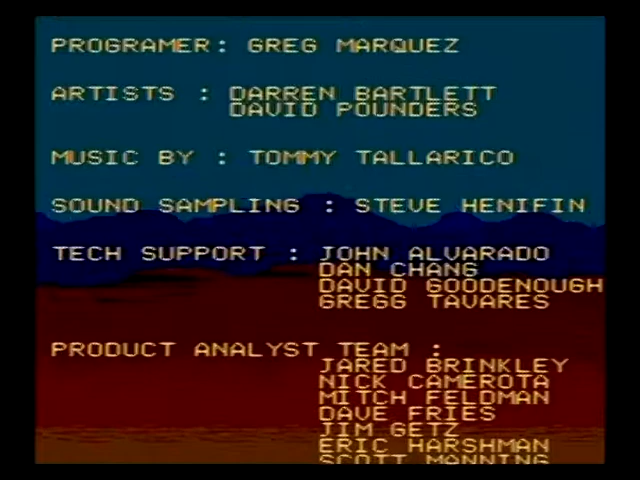 PROGRAMER: GREG MARQUEZ
ARTISTS : DARREN BARTLETT
DAVID POUNDERS
MUSIC BY : TOMMY TALLARICO
SOUND SAMPLING : STEVE HENIFIN
TECH SUPPORT : JOHN ALVARADO
DAN CHANG
DAVID GOODENOUGH
GREGG TAVARES
PRODUCT ANALYST TEAM :
JARED BRINKLEY
NICK CAMEROTA
MITCH FELDMAN
DAVE FRIES
JIM GETZ
ERIC HARSHMAN
SCOTT MANNING